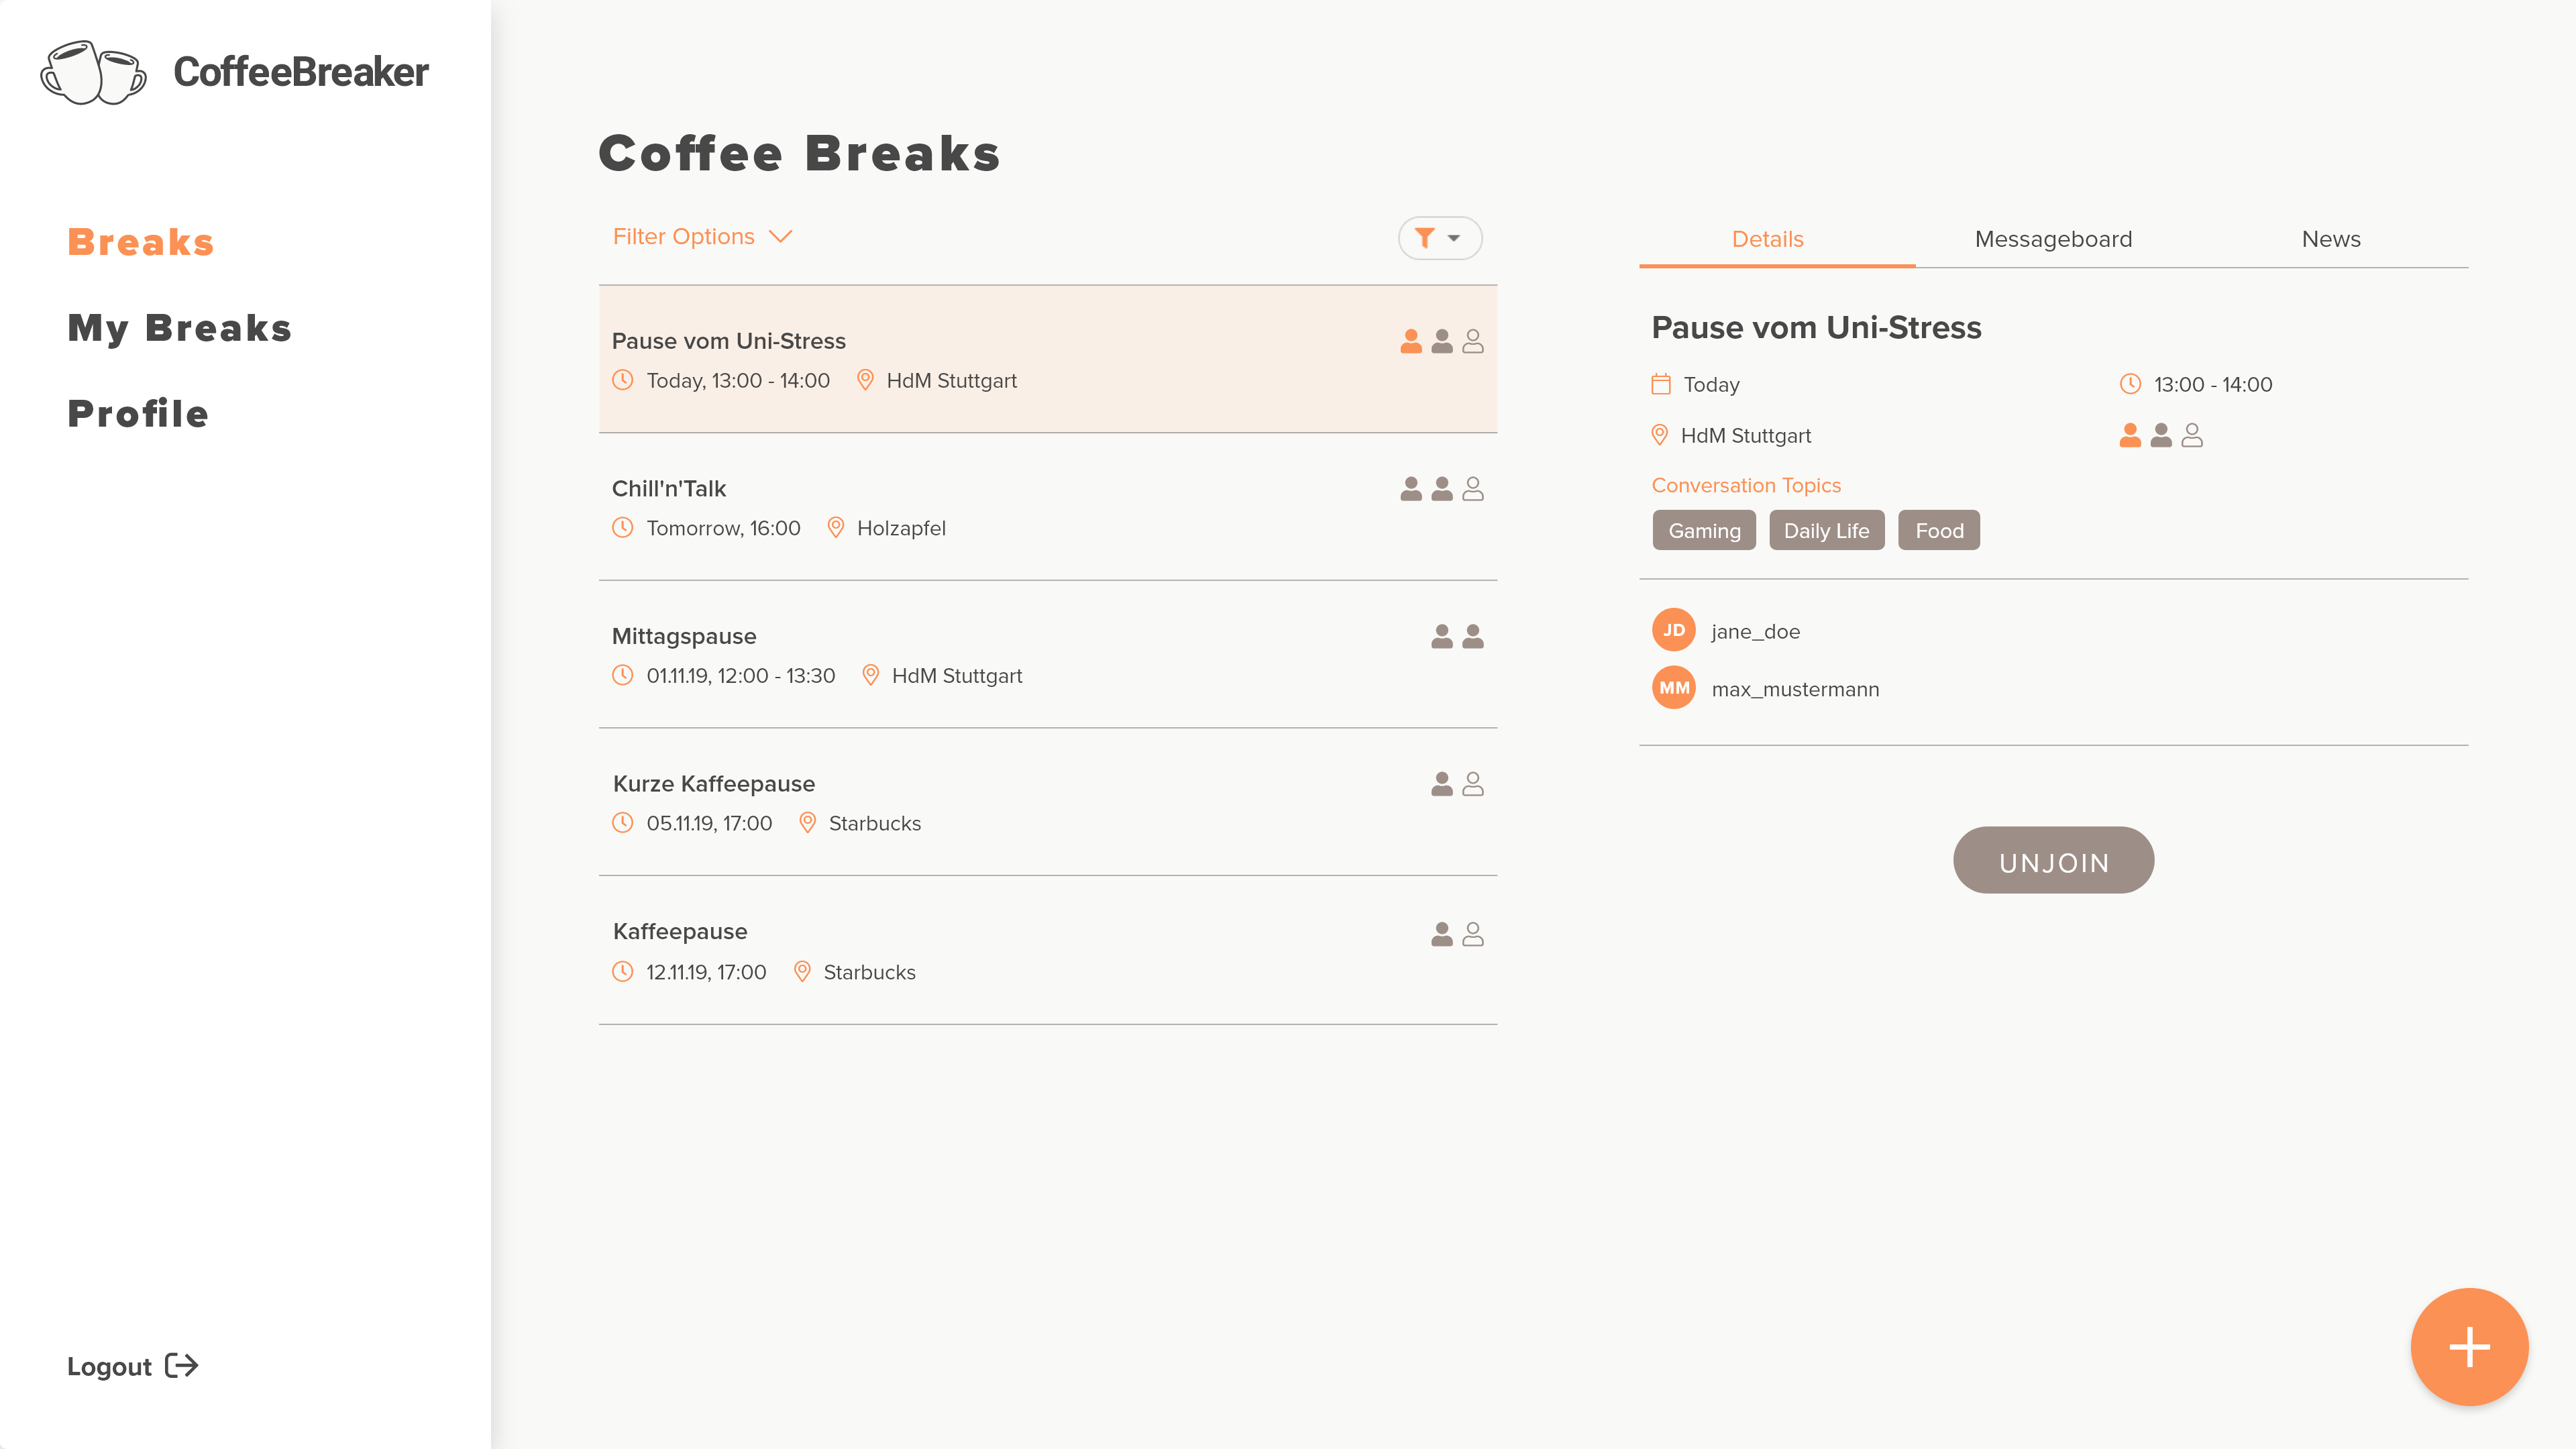 CoffeeBreaker
Breaks
My Breaks
Profile
Logout
Coffee Breaks
Filter Options
Pause vom Uni-Stress
Today, 13:00 - 14:00 HdM Stuttgart
Chill'n'Talk
Tomorrow, 16:00 Holzapfel
Mittagspause
01.11.19, 12:00 - 13:30 HdM Stuttgart
Kurze Kaffeepause
05.11.19, 17:00 Starbucks
Kaffeepause
12.11.19, 17:00 Starbucks
Details Messageboard News
Pause vom Uni-Stress
Today 13:00 - 14:00
HdM Stuttgart
Conversation Topics
Gaming Daily Life Food
JD jane_doe
MM max_mustermann
UNJOIN